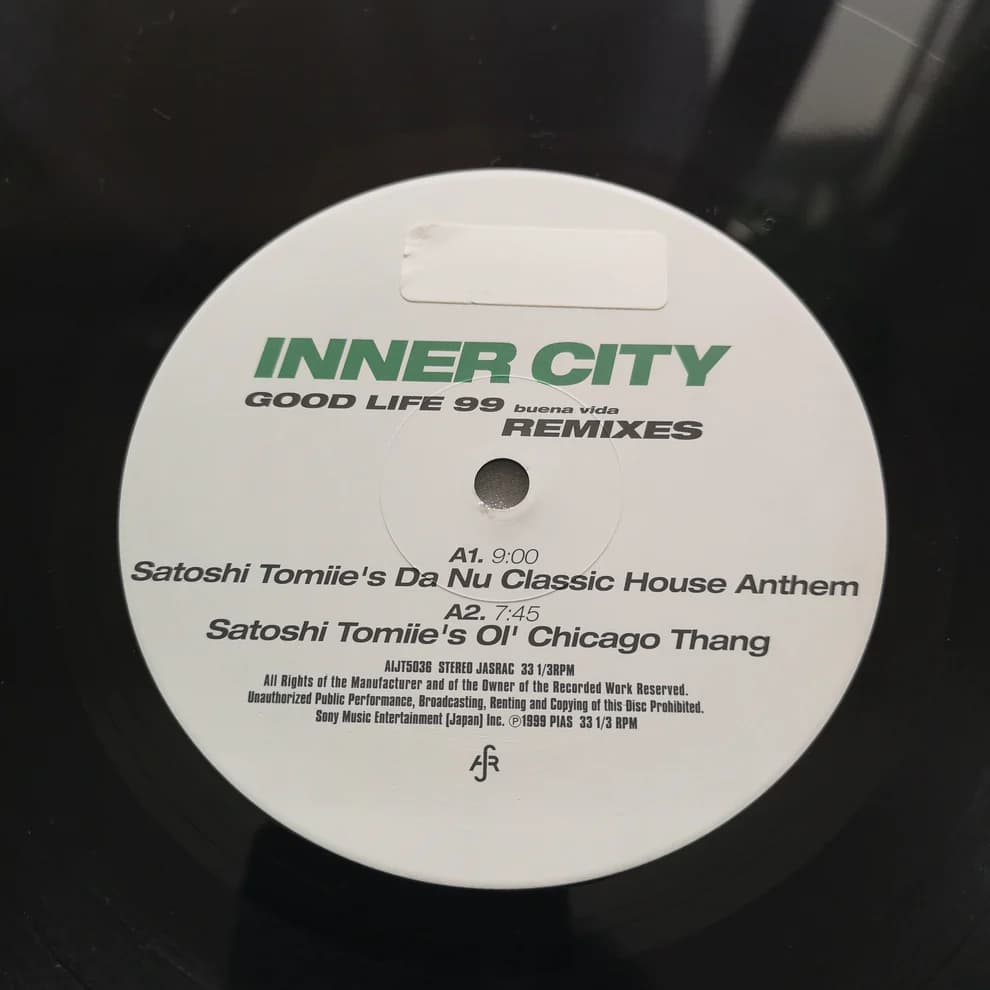 INNER CITY
GOOD LIFE 99 buena vida
REMIXES
A1. 9:00
Satoshi Tomiie's Da Nu Classic House Anthem
A2. 7:45
Satoshi Tomiie's Ol' Chicago Thang
AIJT5036 STEREO JASRAC 33 1/3RPM
All Rights of the Manufacturer and of the Owner of the Recorded Work Reserved.
Unauthorized Public Performance, Broadcasting, Renting and Copying of this Disc Prohibited.
Sony Music Entertainment (Japan) Inc. ℗1999 PIAS 33 1/3 RPM